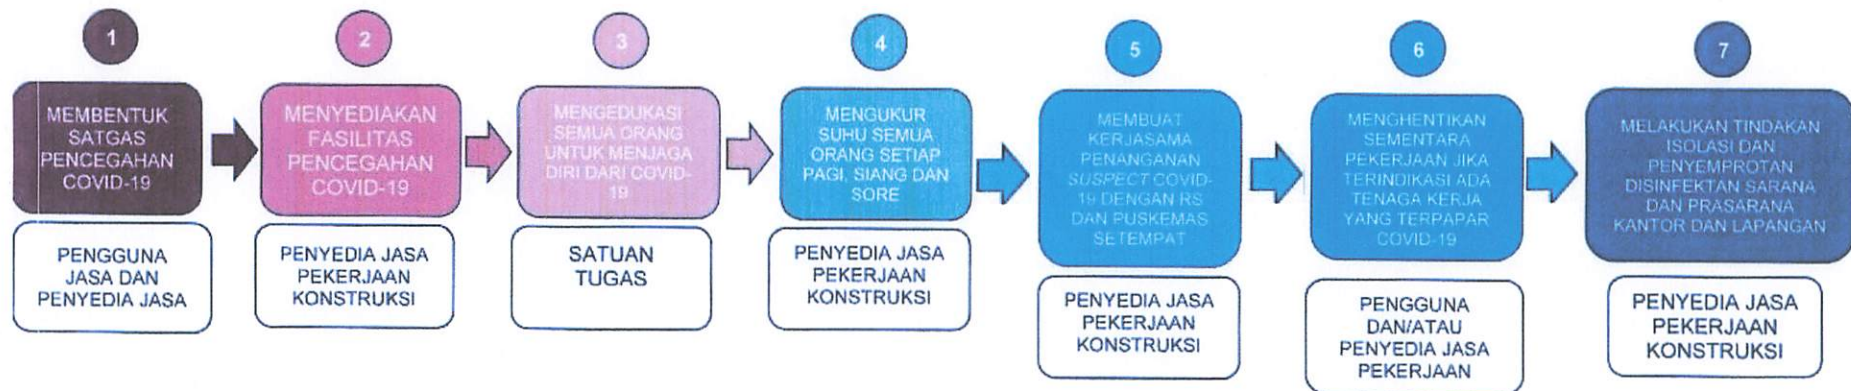 1
MEMBENTUK
SATGAS
PENCEGAHAN
COVID-19
PENGGUNA
JASA DAN
PENYEDIA JASA
2
MENYEDIAKAN
FASILITAS
PENCEGAHAN
COVID-19
PENYEDIA JASA
PEKERJAAN
KONSTRUKSI
3
MENGEDUKASI
SEMUA ORANG
UNTUK MENJAGA
DIRI DARI COVID-
19
SATUAN
TUGAS
4
MENGUKUR
SUHU SEMUA
ORANG SETIAP
PAGI, SIANG DAN
SORE
PENYEDIA JASA
PEKERJAAN
KONSTRUKSI
5
MEMBUAT
KERJASAMA
PENANGANAN
SUSPECT COVID-
19 DENGAN RS
DAN PUSKEMAS
SETEMPAT
PENYEDIA JASA
PEKERJAAN
KONSTRUKSI
6
MENGHENTIKAN
SEMENTARA
PEKERJAAN JIKA
TERINDIKASI ADA
TENAGA KERJA
YANG TERPAPAR
COVID-19
PENGGUNA
DAN/ATAU
PENYEDIA JASA
PEKERJAAN
7
MELAKUKAN TINDAKAN
ISOLASI DAN
PENYEMPROTAN
DISINFEKTAN SARANA
DAN PRASARANA
KANTOR DAN LAPANGAN
PENYEDIA JASA
PEKERJAAN
KONSTRUKSI